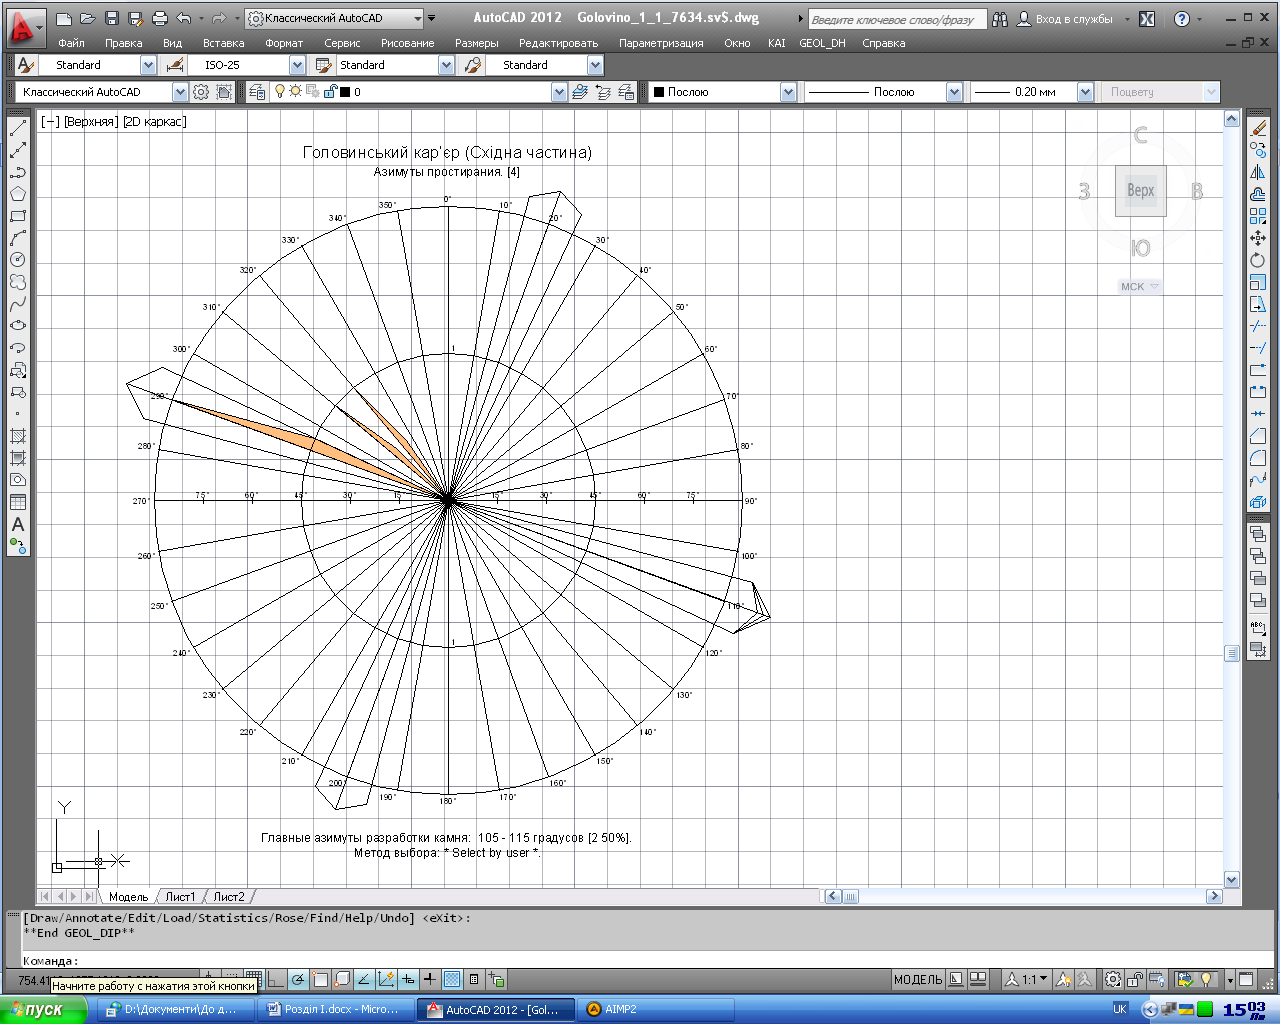 Классический AutoCAD
AutoCAD 2012 Golovino_1_1_7634.sv$.dwg
Введите ключевое слово/фразу
Вход в службы
Файл Правка Вид Вставка Формат Сервис Рисование Размеры Редактировать Параметризация Окно KAI GEOL_DH Справка
Standard ISO-25 Standard Standard
Классический AutoCAD 0 Послою Послою 0.20 мм Поцвету
[−] [Верхняя] [2D каркас]
Головинський кар'єр (Східна частина)
Азимуты простирания. [4]
С
З Верх В
Ю
МСК
0°
10°
20°
30°
40°
50°
60°
70°
80°
90°
100°
110°
120°
130°
140°
150°
160°
170°
180°
190°
200°
210°
220°
230°
240°
250°
260°
270°
280°
290°
300°
310°
320°
330°
340°
350°
1
75° 60° 45° 30° 15° 15° 30° 45° 60° 75°
1
Главные азимуты разработки камня: 105 - 115 градусов [2 50%].
Метод выбора: * Select by user *.
Y
X
Модель Лист1 Лист2
[Draw/Annotate/Edit/Load/Statistics/Rose/Find/Help/Undo] <eXit>:
**End GEOL_DIP**
Команда:
754.41
МОДЕЛЬ 1:1
Начните работу с нажатия этой кнопки
пуск D:\Документи\До д... Розділ I.docx - Micro... AutoCAD 2012 - [Gol... AIMP2 UK 15 03 Пн